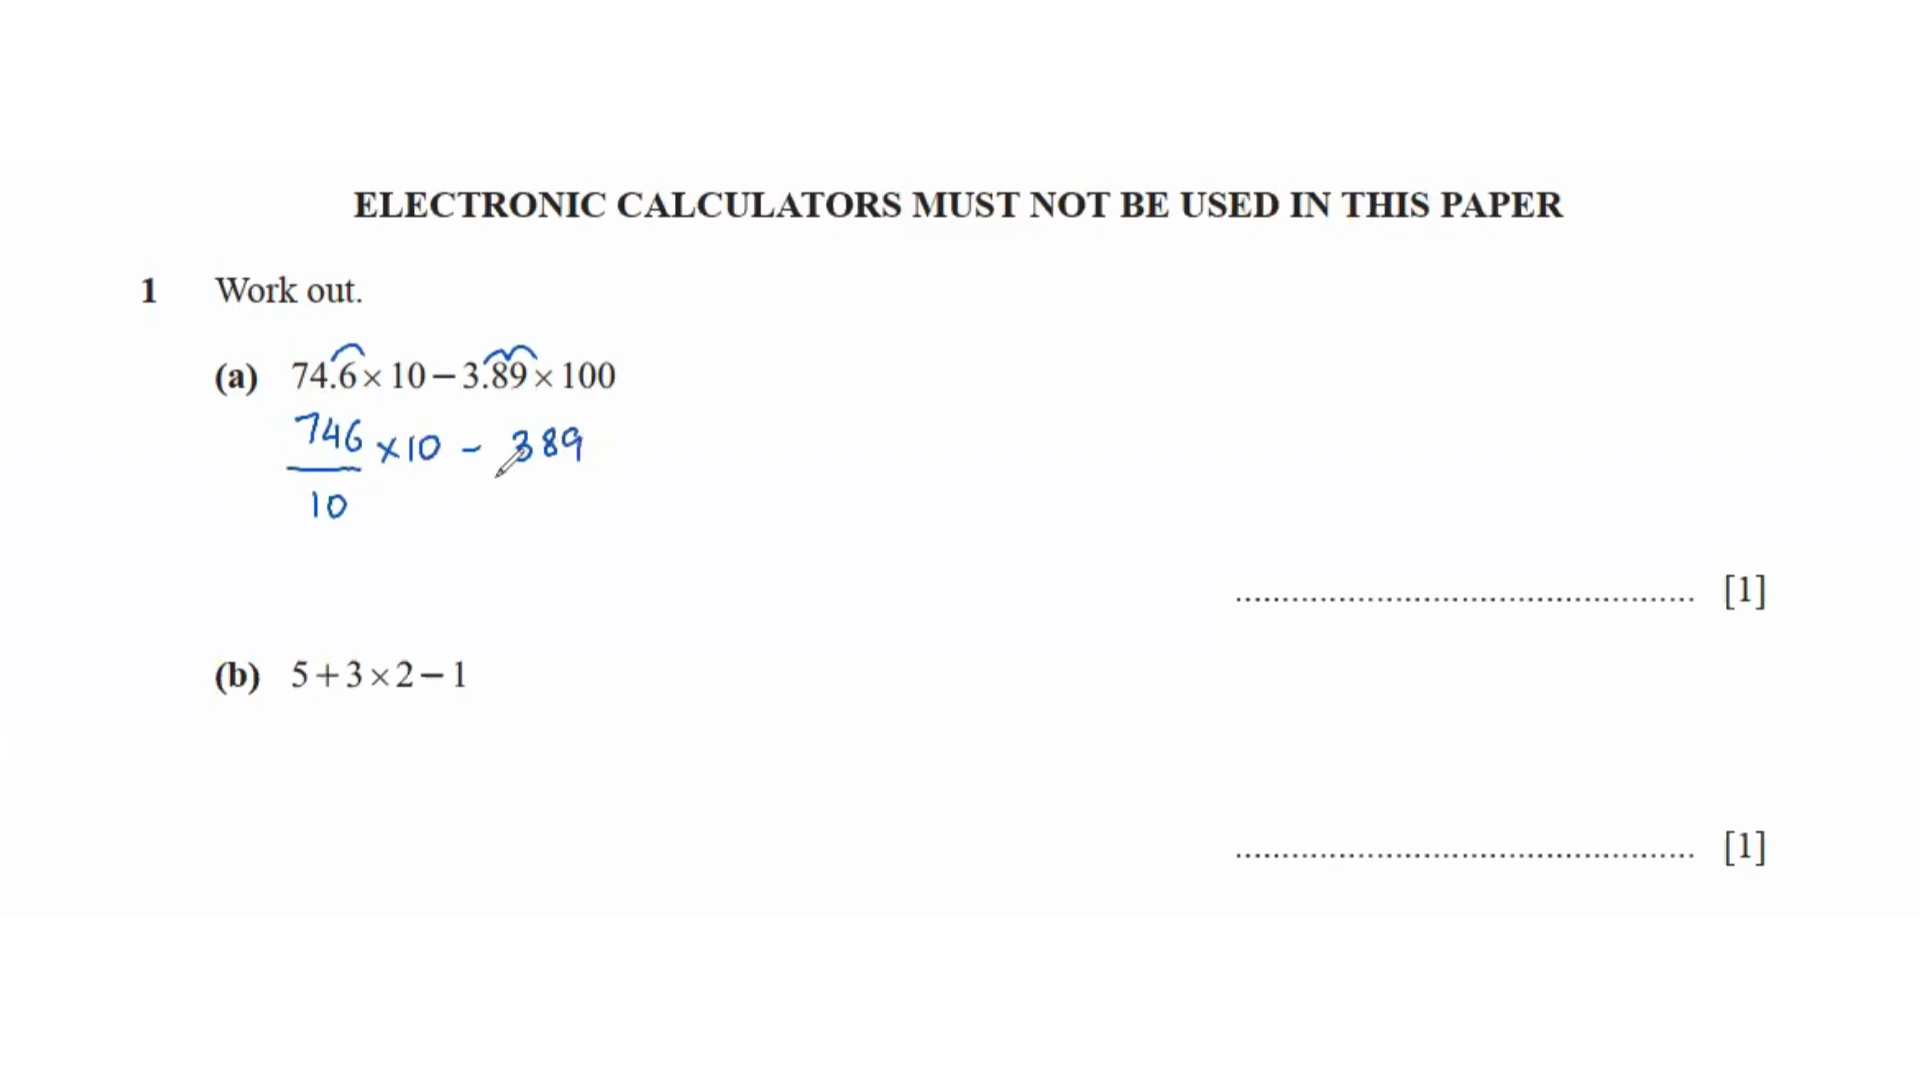 ELECTRONIC CALCULATORS MUST NOT BE USED IN THIS PAPER
1 Work out.
(a) 74.6 × 10 − 3.89 × 100
746 × 10 - 389
10
................................................ [1]
(b) 5 + 3 × 2 − 1
................................................ [1]